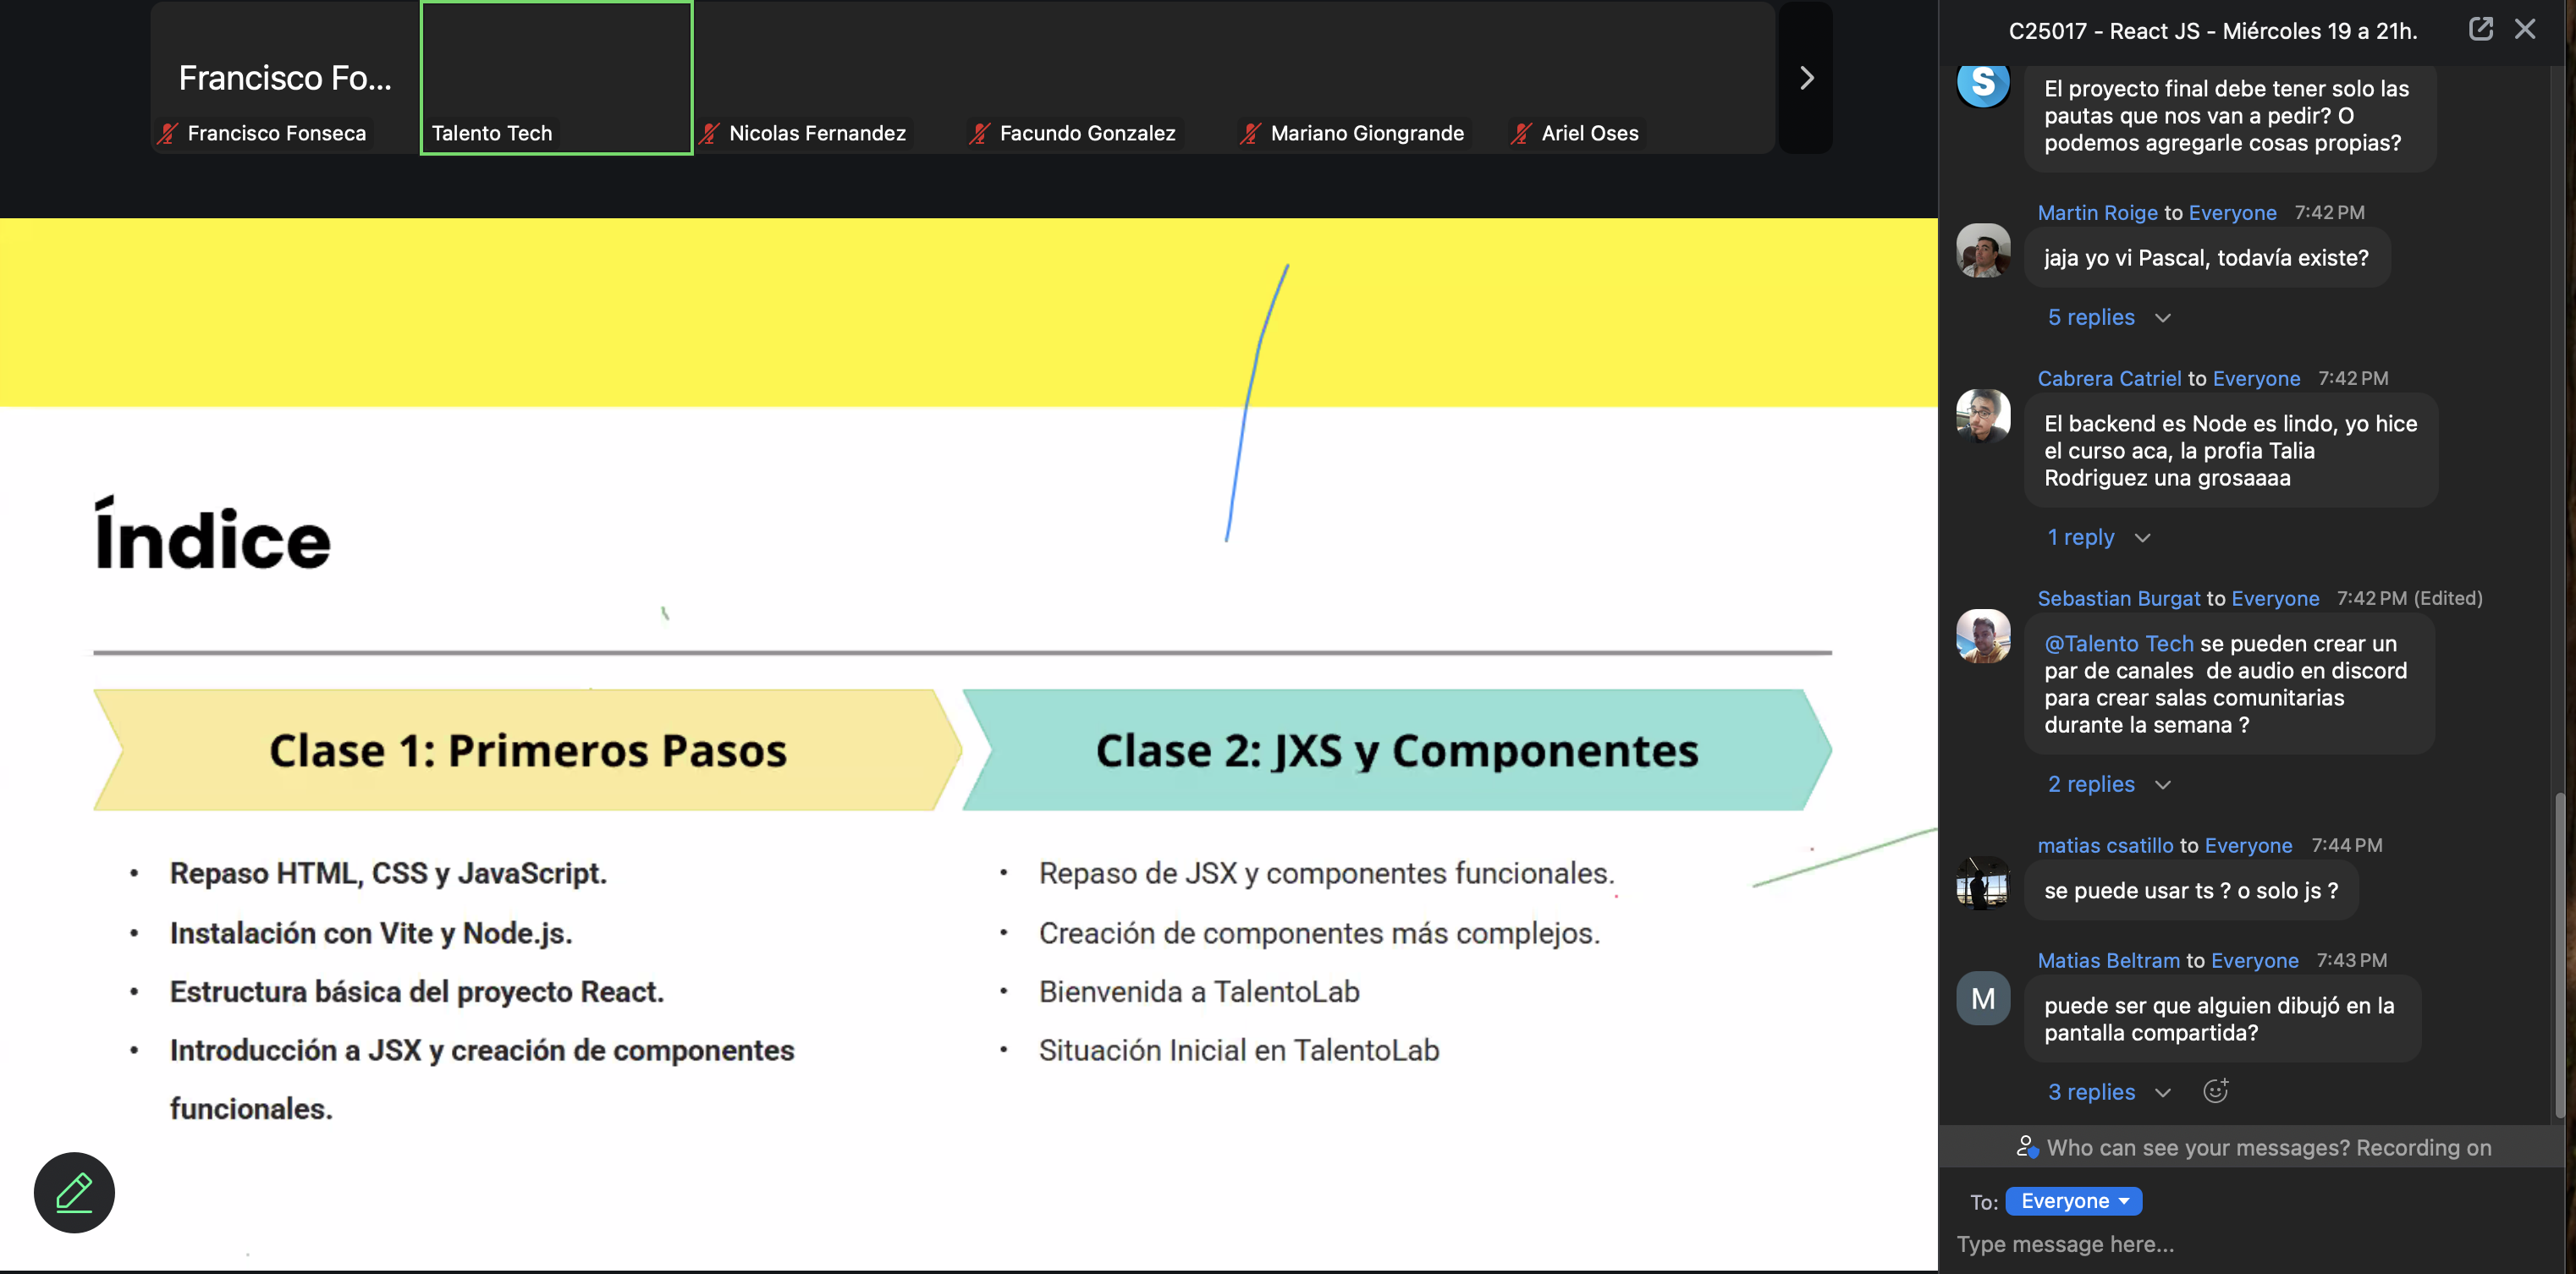 Francisco Fo...
Francisco Fonseca
Talento Tech
Nicolas Fernandez
Facundo Gonzalez
Mariano Giongrande
Ariel Oses
Índice
Clase 1: Primeros Pasos
• Repaso HTML, CSS y JavaScript.
• Instalación con Vite y Node.js.
• Estructura básica del proyecto React.
• Introducción a JSX y creación de componentes
funcionales.
Clase 2: JXS y Componentes
• Repaso de JSX y componentes funcionales.
• Creación de componentes más complejos.
• Bienvenida a TalentoLab
• Situación Inicial en TalentoLab
C25017 - React JS - Miércoles 19 a 21h.
S
El proyecto final debe tener solo las
pautas que nos van a pedir? O
podemos agregarle cosas propias?
Martin Roige to Everyone 7:42 PM
jaja yo vi Pascal, todavía existe?
5 replies
Cabrera Catriel to Everyone 7:42 PM
El backend es Node es lindo, yo hice
el curso aca, la profia Talia
Rodriguez una grosaaaa
1 reply
Sebastian Burgat to Everyone 7:42 PM (Edited)
@Talento Tech se pueden crear un
par de canales de audio en discord
para crear salas comunitarias
durante la semana ?
2 replies
matias csatillo to Everyone 7:44 PM
se puede usar ts ? o solo js ?
Matias Beltram to Everyone 7:43 PM
M
puede ser que alguien dibujó en la
pantalla compartida?
3 replies
Who can see your messages? Recording on
To: Everyone
Type message here...